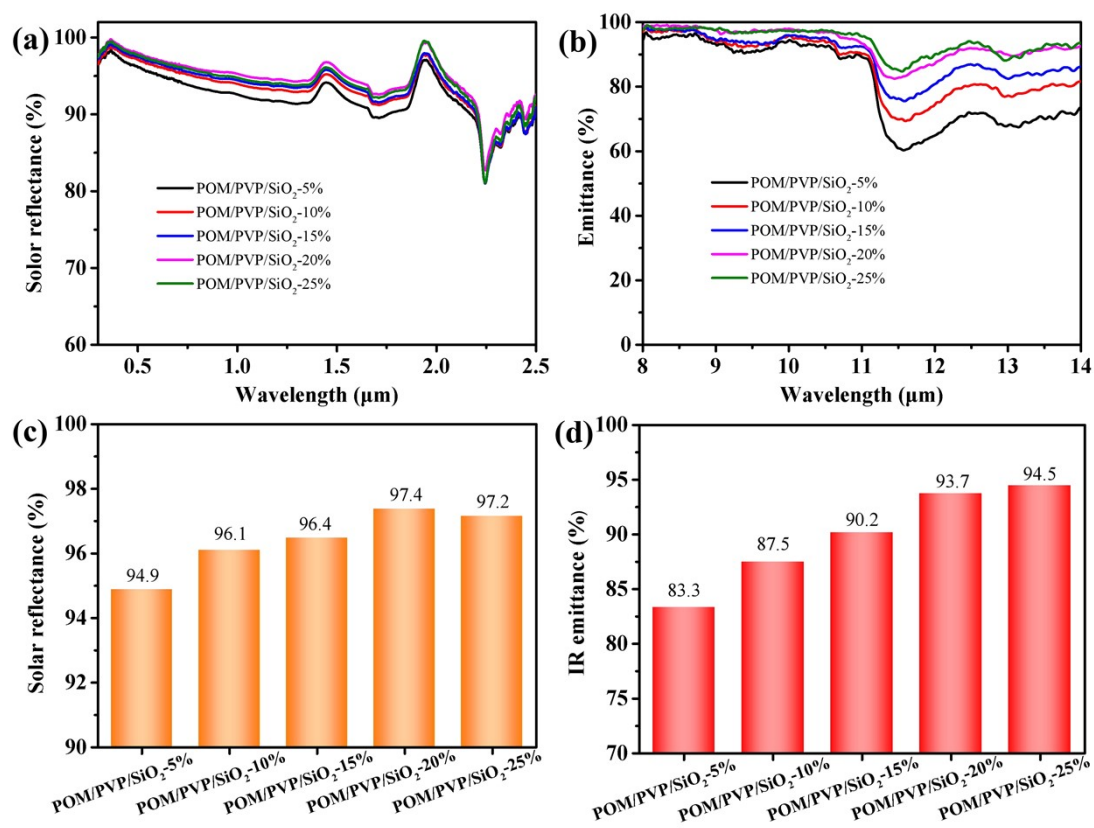 (a)
100
90
80
70
60
Solor reflectance (%)
POM/PVP/SiO₂-5%
POM/PVP/SiO₂-10%
POM/PVP/SiO₂-15%
POM/PVP/SiO₂-20%
POM/PVP/SiO₂-25%
0.5 1.0 1.5 2.0 2.5
Wavelength (μm)
(b)
100
80
60
40
20
0
Emittance (%)
POM/PVP/SiO₂-5%
POM/PVP/SiO₂-10%
POM/PVP/SiO₂-15%
POM/PVP/SiO₂-20%
POM/PVP/SiO₂-25%
8 9 10 11 12 13 14
Wavelength (μm)
(c)
100
98
96
94
92
90
Solar reflectance (%)
94.9
96.1
96.4
97.4
97.2
POM/PVP/SiO₂-5%
POM/PVP/SiO₂-10%
POM/PVP/SiO₂-15%
POM/PVP/SiO₂-20%
POM/PVP/SiO₂-25%
(d)
100
95
90
85
80
75
70
IR emittance (%)
83.3
87.5
90.2
93.7
94.5
POM/PVP/SiO₂-5%
POM/PVP/SiO₂-10%
POM/PVP/SiO₂-15%
POM/PVP/SiO₂-20%
POM/PVP/SiO₂-25%